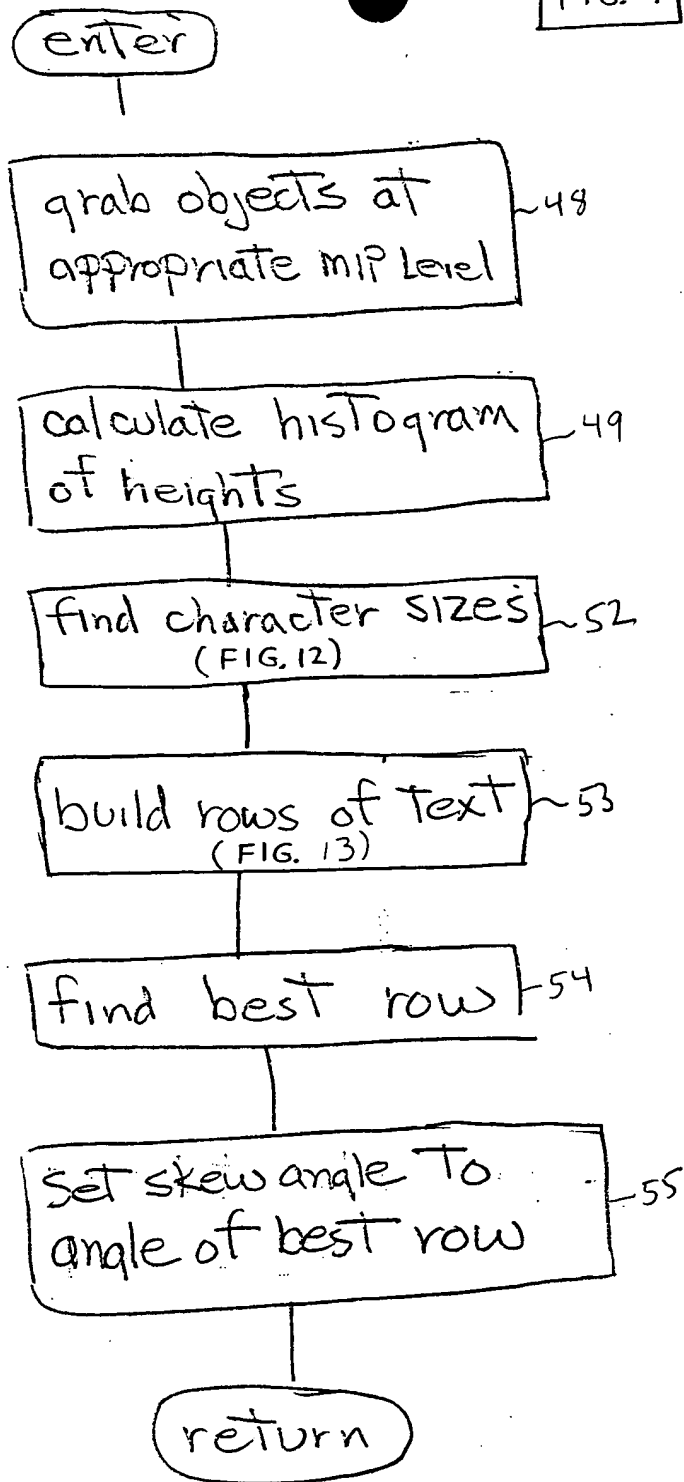 FIG.
enter
grab objects at
appropriate MIP Level
48
calculate histogram
of heights
49
find character sizes
(FIG. 12)
52
build rows of text
(FIG. 13)
53
find best row
54
set skew angle to
angle of best row
55
return